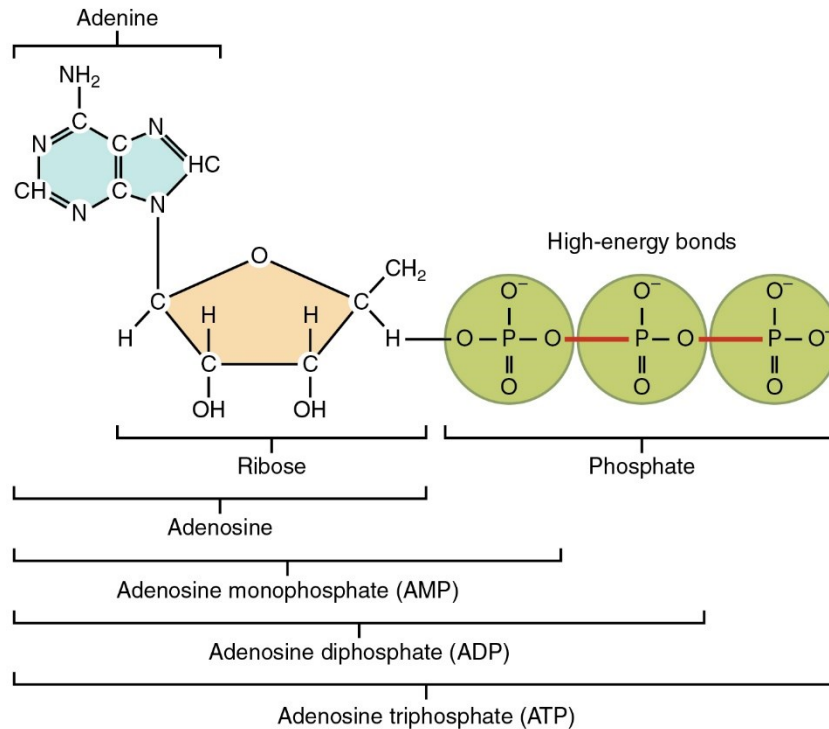 Adenine
NH₂
C
N
N
C
HC
CH
C
N
N
High-energy bonds
O
CH₂
O⁻
O⁻
O⁻
C
C
H
H
H
H
O
P
O
P
O
P
O⁻
C
C
O
O
O
OH
OH
Ribose
Phosphate
Adenosine
Adenosine monophosphate (AMP)
Adenosine diphosphate (ADP)
Adenosine triphosphate (ATP)